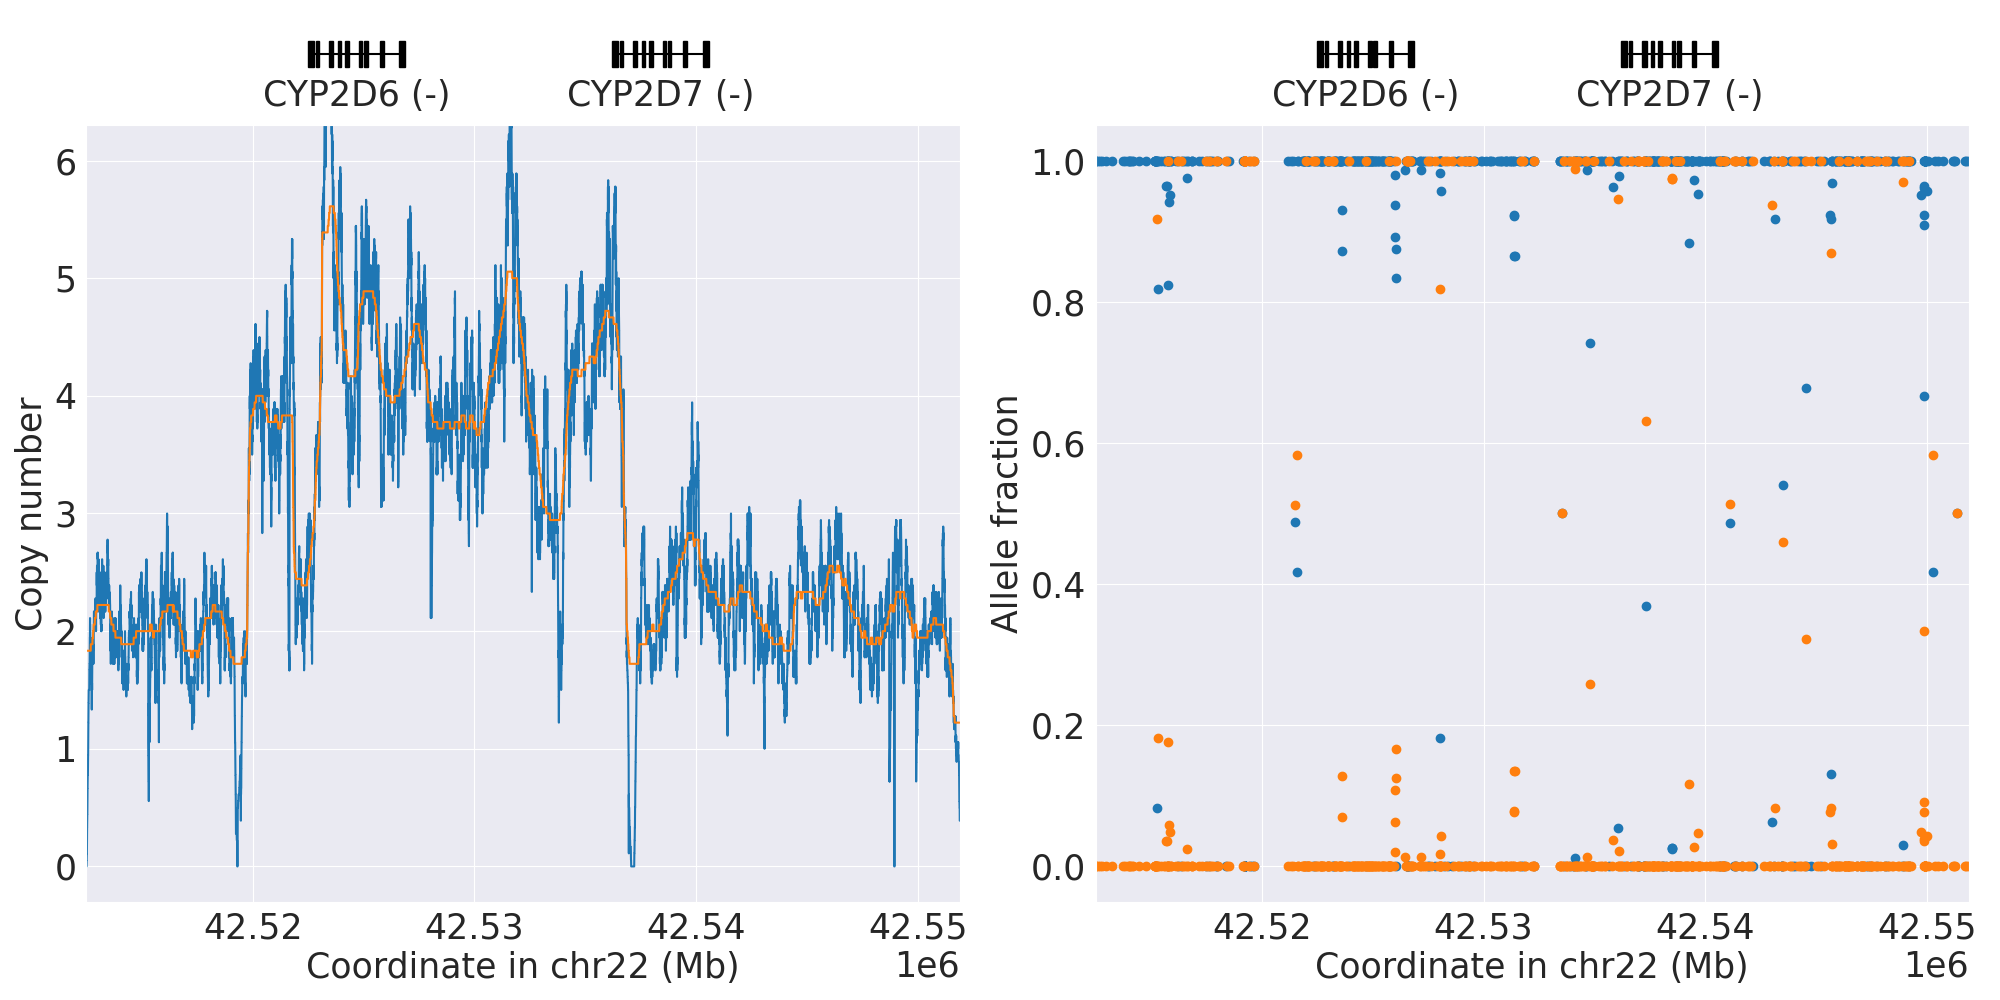 CYP2D6 (-) CYP2D7 (-)
6
5
4
3
2
1
0
Copy number
42.52 42.53 42.54 42.55
Coordinate in chr22 (Mb) 1e6
CYP2D6 (-) CYP2D7 (-)
1.0
0.8
0.6
0.4
0.2
0.0
Allele fraction
42.52 42.53 42.54 42.55
Coordinate in chr22 (Mb) 1e6